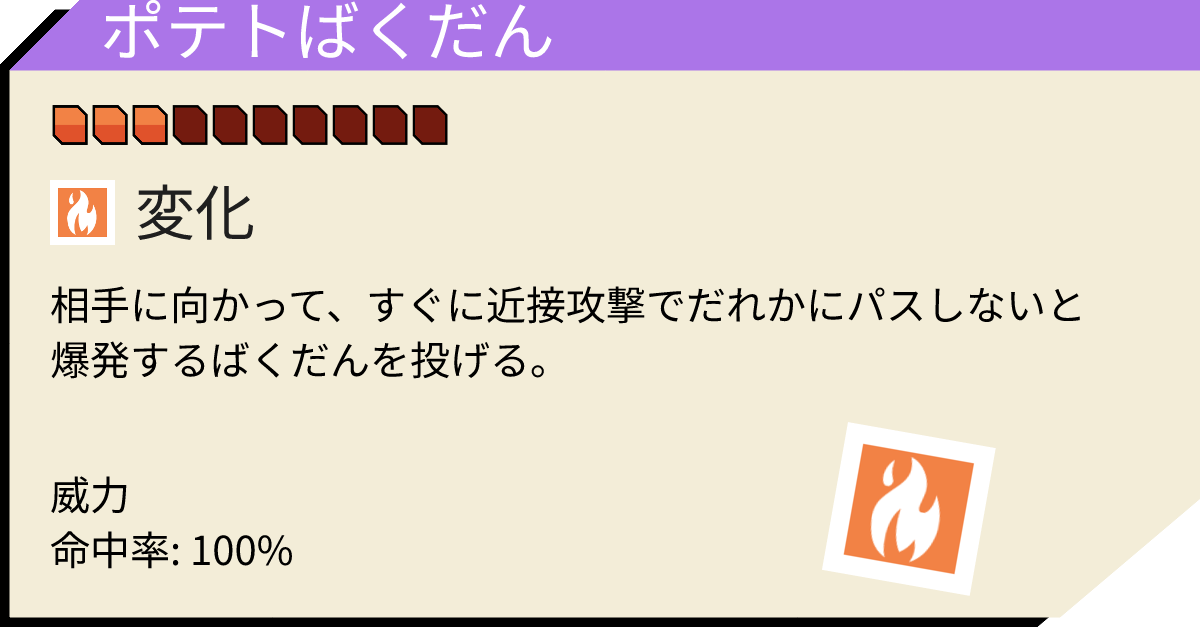 ポテトばくだん
変化
相手に向かって、すぐに近接攻撃でだれかにパスしないと
爆発するばくだんを投げる。
威力
命中率: 100%